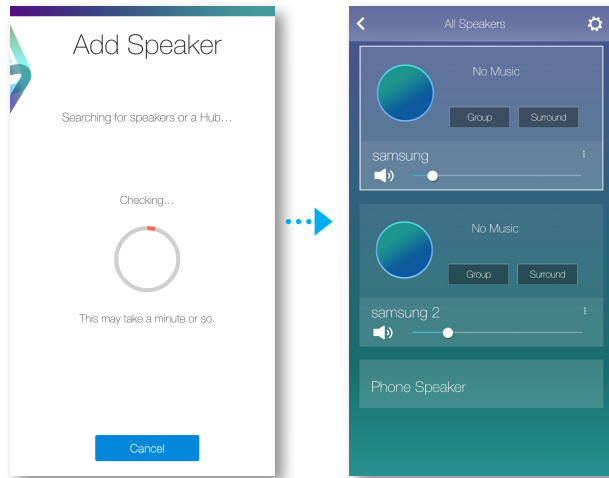 Add Speaker
Searching for speakers or a Hub...
Checking...
This may take a minute or so.
Cancel
All Speakers
No Music
Group Surround
samsung
No Music
Group Surround
samsung 2
Phone Speaker